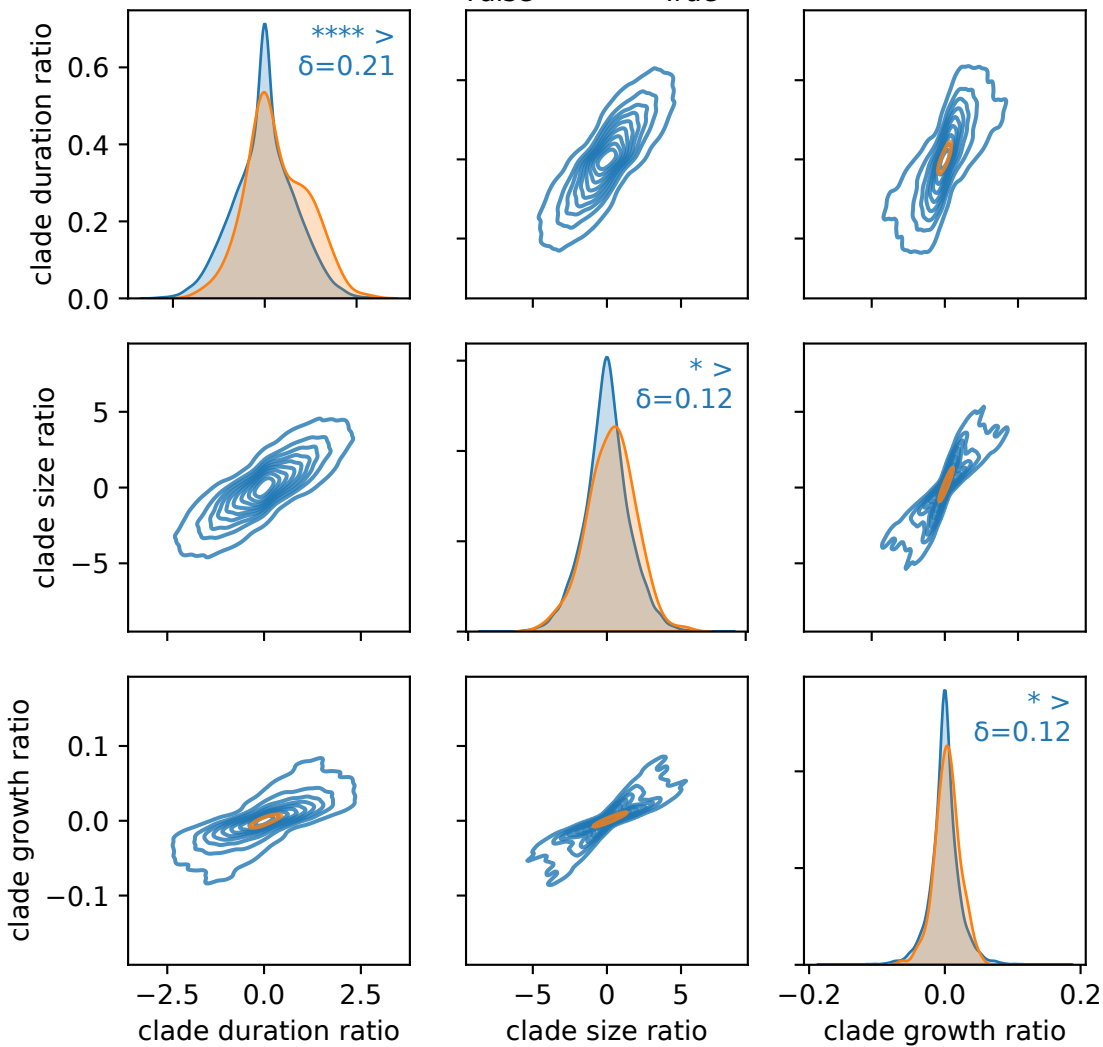 clade duration ratio
0.6
0.4
0.2
0.0
**** >
δ=0.21
clade size ratio
5
0
−5
* >
δ=0.12
clade growth ratio
0.1
0.0
−0.1
* >
δ=0.12
−2.5 0.0 2.5
−5 0 5
−0.2 0.0 0.2
clade duration ratio
clade size ratio
clade growth ratio